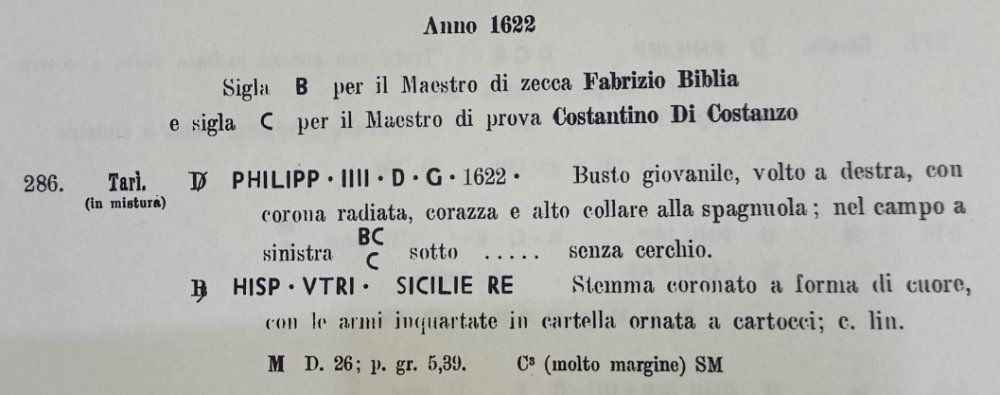 Anno 1622
Sigla B per il Maestro di zecca Fabrizio Biblia
e sigla C per il Maestro di prova Costantino Di Costanzo
286. Tarì. D PHILIPP · IIII · D · G · 1622 · Busto giovanile, volto a destra, con
(in mistura)
corona radiata, corazza e alto collare alla spagnuola; nel campo a
sinistra BC sotto ..... senza cerchio.
C
R HISP · VTRI · SICILIE RE Stemma coronato a forma di cuore,
con le armi inquartate in cartella ornata a cartocci; c. lin.
M D. 26; p. gr. 5,39. C³ (molto margine) SM